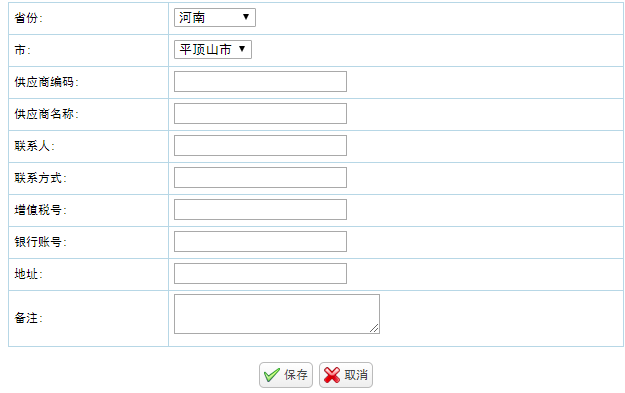 省份: 河南
市: 平顶山市
供应商编码:
供应商名称:
联系人:
联系方式:
增值税号:
银行账号:
地址:
备注:
保存 取消